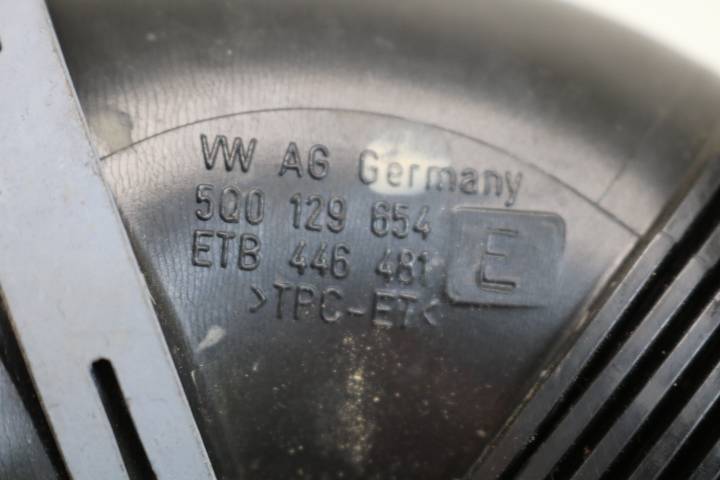 VW AG Germany
5Q0 129 654 E
ETB 446 481
>TPC-ET<